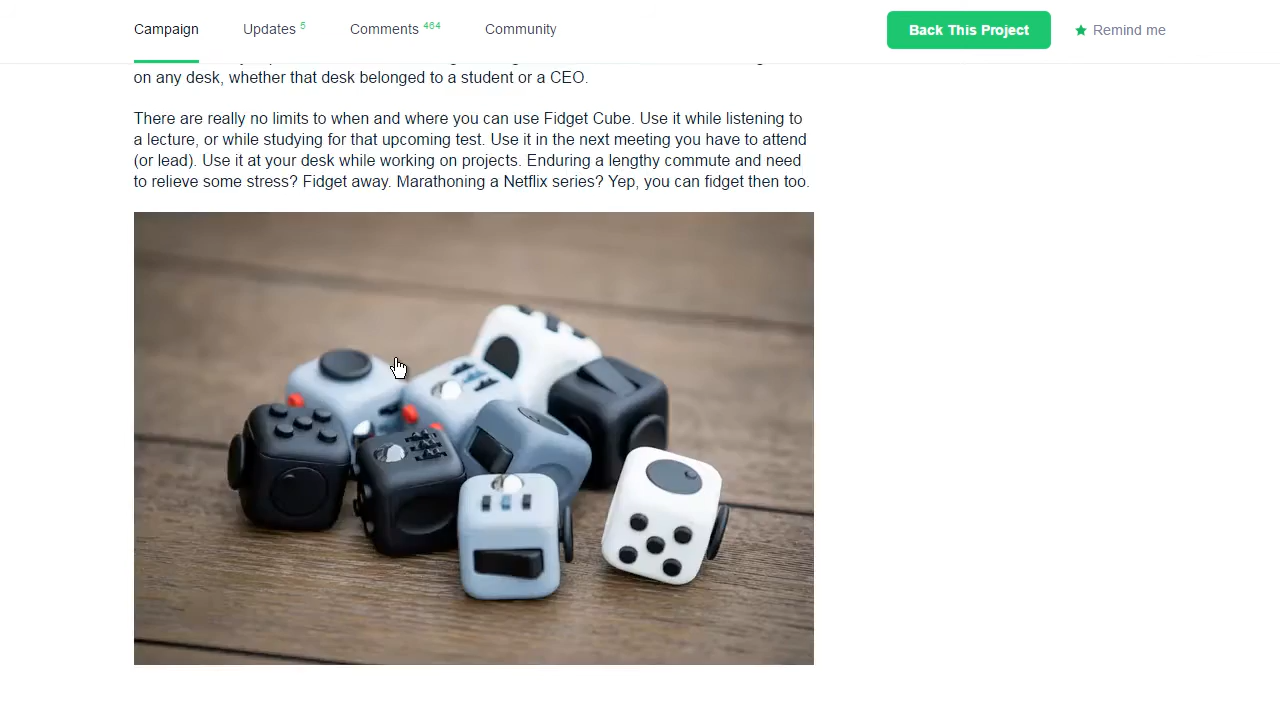 Campaign
Updates 5
Comments 464
Community
Back This Project
Remind me
on any desk, whether that desk belonged to a student or a CEO.
There are really no limits to when and where you can use Fidget Cube. Use it while listening to
a lecture, or while studying for that upcoming test. Use it in the next meeting you have to attend
(or lead). Use it at your desk while working on projects. Enduring a lengthy commute and need
to relieve some stress? Fidget away. Marathoning a Netflix series? Yep, you can fidget then too.